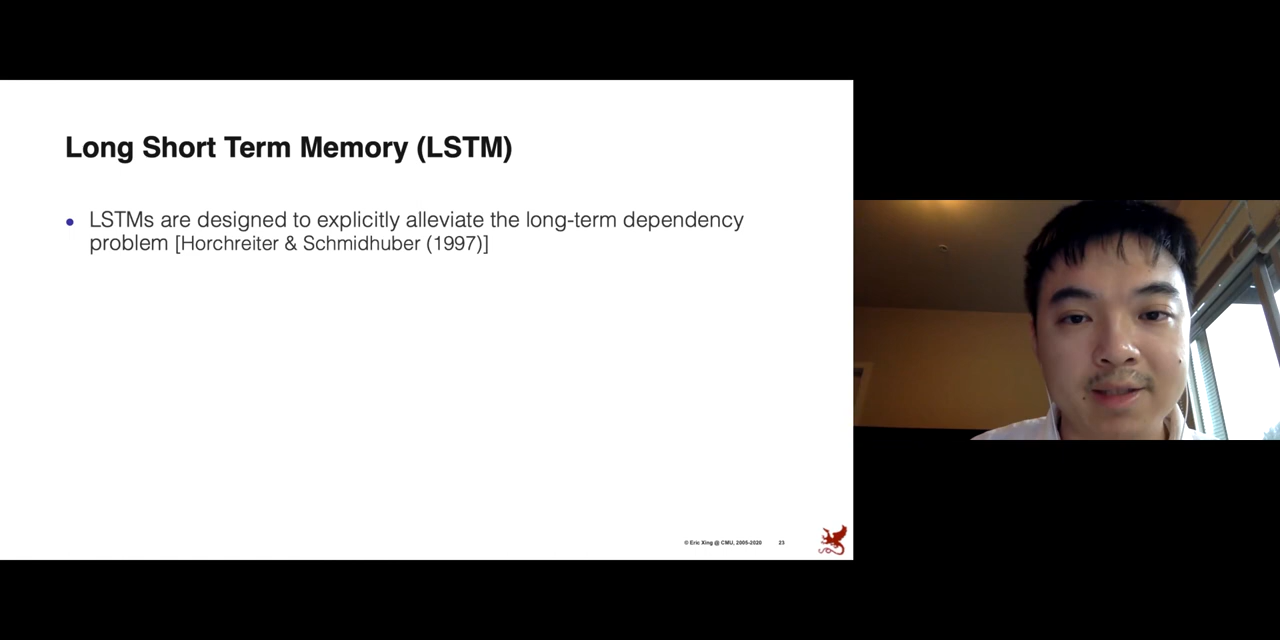 Long Short Term Memory (LSTM)
• LSTMs are designed to explicitly alleviate the long-term dependency
problem [Horchreiter & Schmidhuber (1997)]
© Eric Xing @ CMU, 2005-2020 23